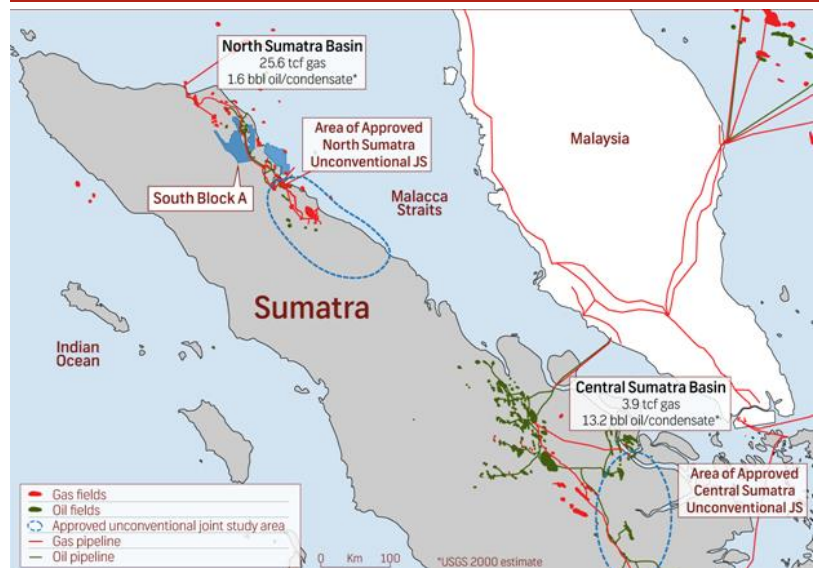 North Sumatra Basin
25.6 tcf gas
1.6 bbl oil/condensate*
Area of Approved
North Sumatra
Unconventional JS
Malaysia
South Block A
Malacca
Straits
Sumatra
Indian
Ocean
Central Sumatra Basin
3.9 tcf gas
13.2 bbl oil/condensate*
Area of Approved
Central Sumatra
Unconventional JS
Gas fields
Oil fields
Approved unconventional joint study area
Gas pipeline
Oil pipeline
0 Km 100
*USGS 2000 estimate